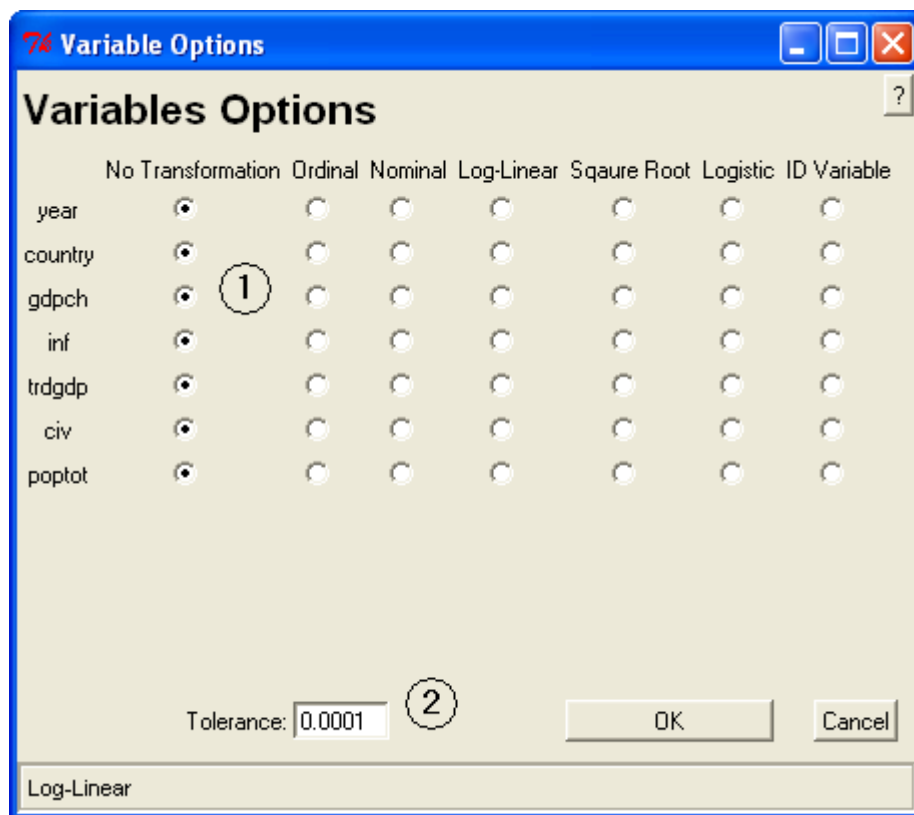 Variable Options
Variables Options
?
No Transformation Ordinal Nominal Log-Linear Sqaure Root Logistic ID Variable
year
country
1
gdpch
inf
trdgdp
civ
poptot
Tolerance: 0.0001 2 OK Cancel
Log-Linear